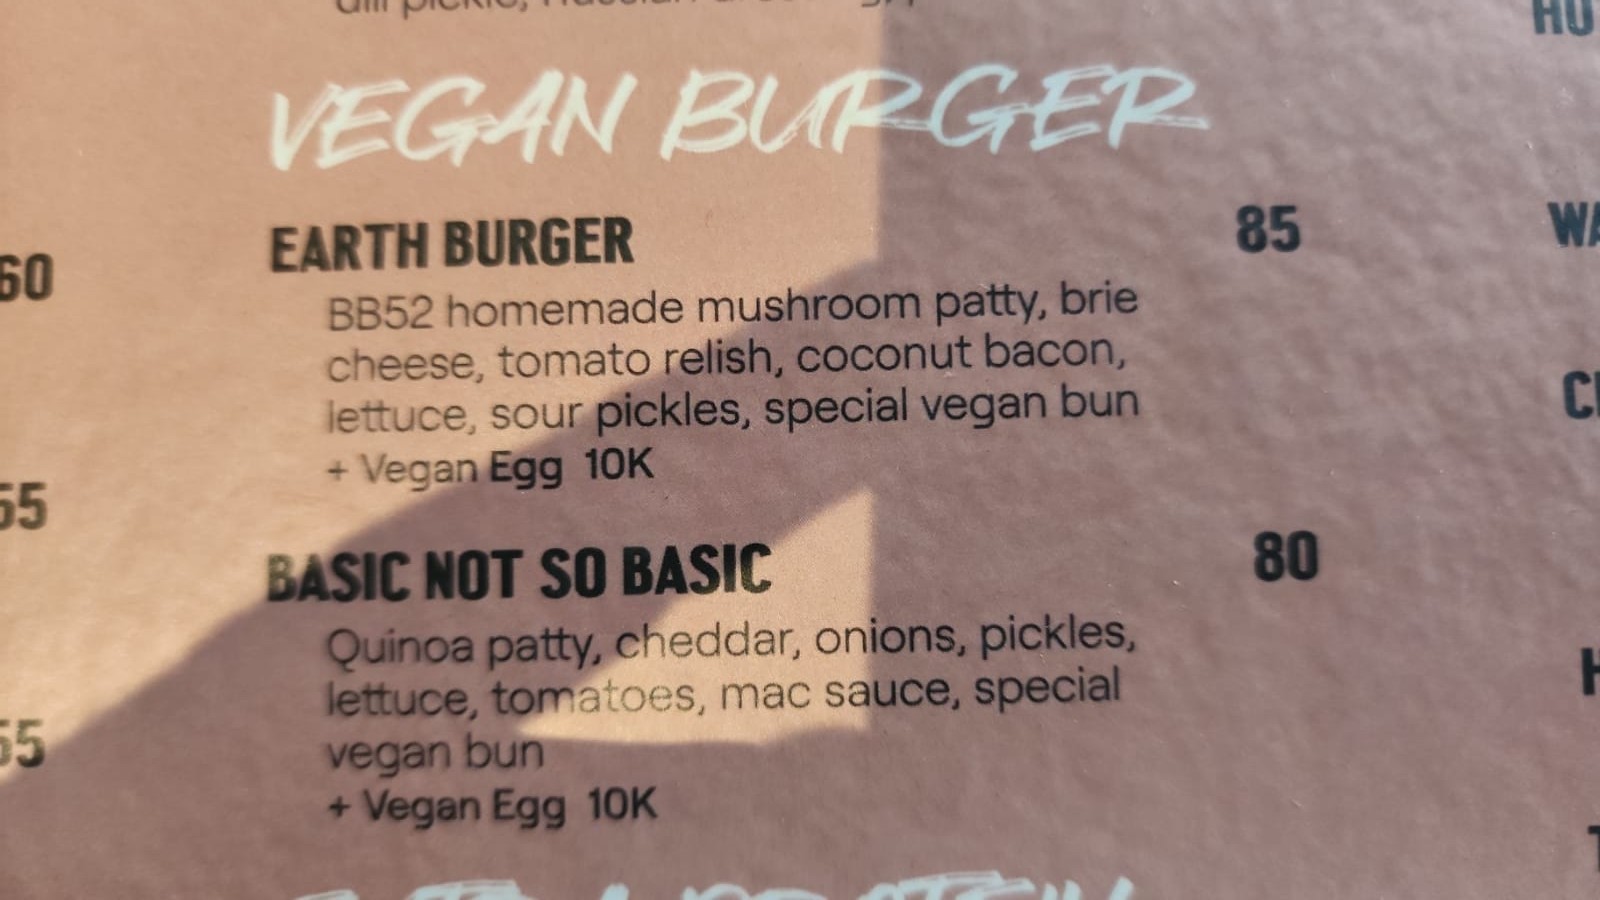 VEGAN BURGER
60
EARTH BURGER 85
BB52 homemade mushroom patty, brie
cheese, tomato relish, coconut bacon,
lettuce, sour pickles, special vegan bun
+ Vegan Egg 10K
55
BASIC NOT SO BASIC 80
Quinoa patty, cheddar, onions, pickles,
lettuce, tomatoes, mac sauce, special
vegan bun
+ Vegan Egg 10K
55